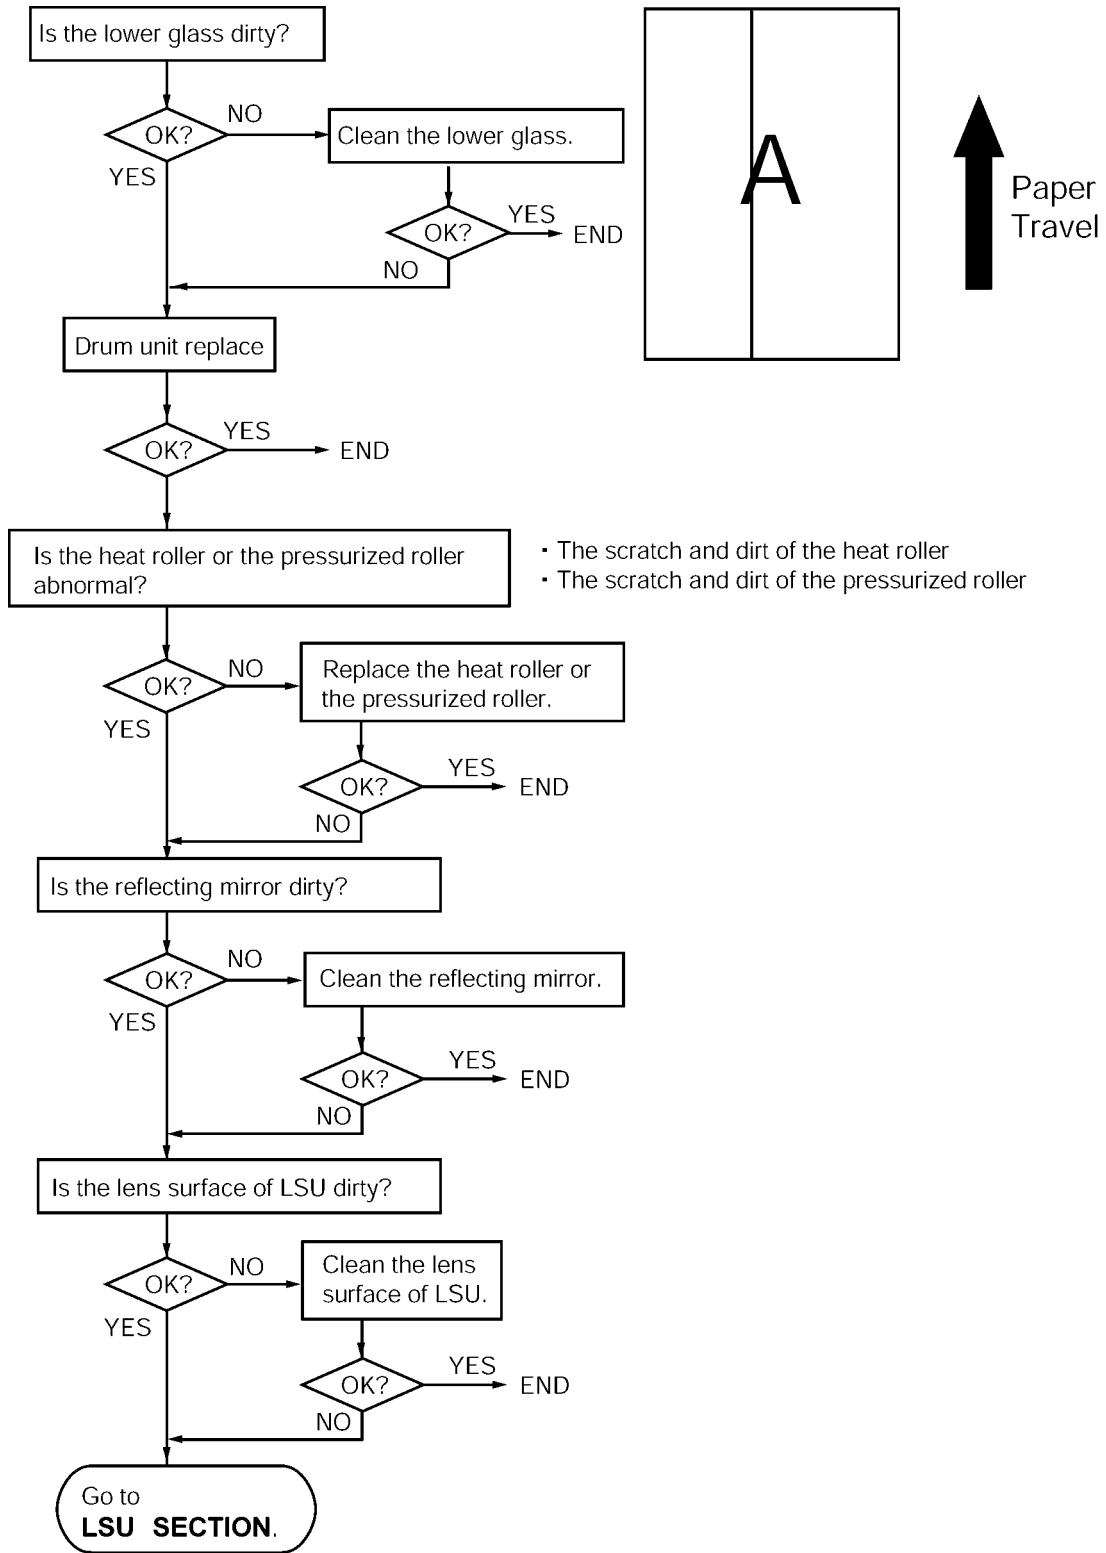 Is the lower glass dirty?
OK?
NO
YES
Clean the lower glass.
OK?
YES
END
NO
A
Paper
Travel
Drum unit replace
OK?
YES
END
Is the heat roller or the pressurized roller
abnormal?
・The scratch and dirt of the heat roller
・The scratch and dirt of the pressurized roller
OK?
NO
YES
Replace the heat roller or
the pressurized roller.
OK?
YES
END
NO
Is the reflecting mirror dirty?
OK?
NO
YES
Clean the reflecting mirror.
OK?
YES
END
NO
Is the lens surface of LSU dirty?
OK?
NO
YES
Clean the lens
surface of LSU.
OK?
YES
END
NO
Go to
LSU SECTION.